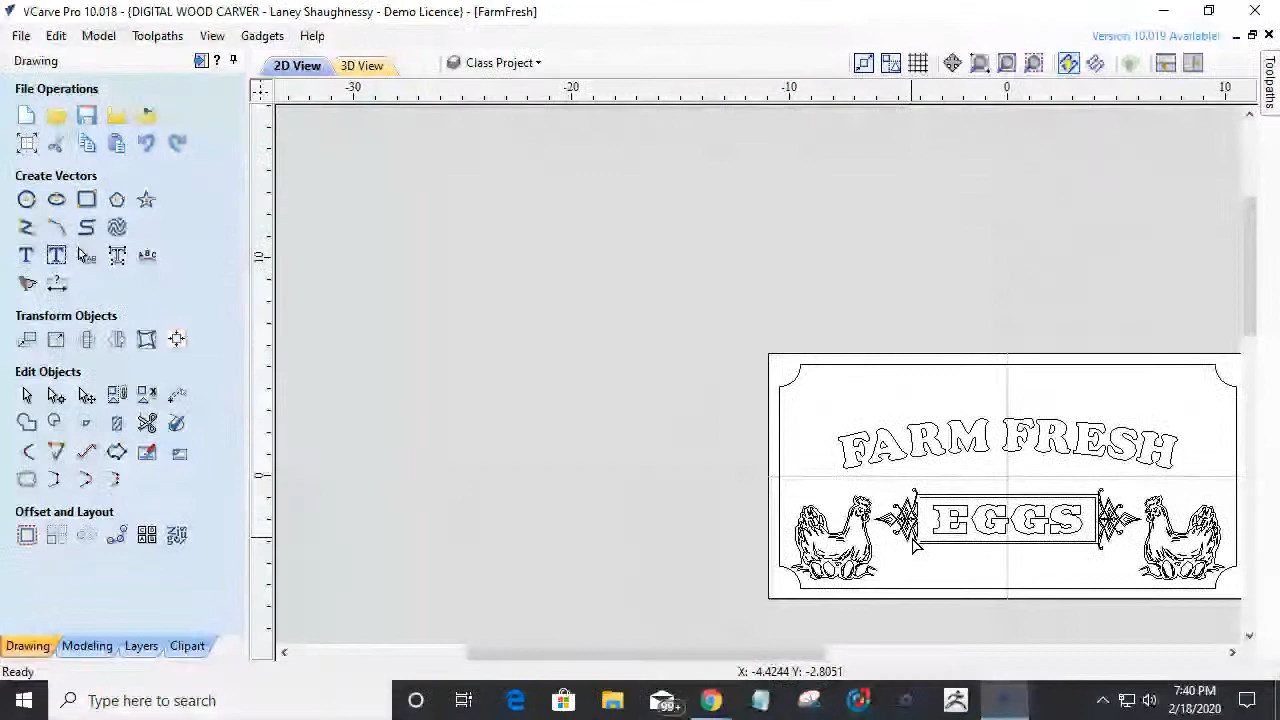 VCarve Pro 10.018 - {DIGITAL WOOD CARVER - Laney Shaughnessy - Demo Licence} - [FarmFresh]
File Edit Model Toolpaths View Gadgets Help Version 10.019 Available!
Drawing 2D View 3D View Class Project Toolpaths
File Operations
-30 -20 -10 0 10
Create Vectors
10
Transform Objects
Edit Objects
0
FARM FRESH
EGGS
Offset and Layout
Drawing Modeling Layers Clipart
Ready X: -4.4244 Y: -2.8051
Type here to search 99+ 7:40 PM
2/18/2020